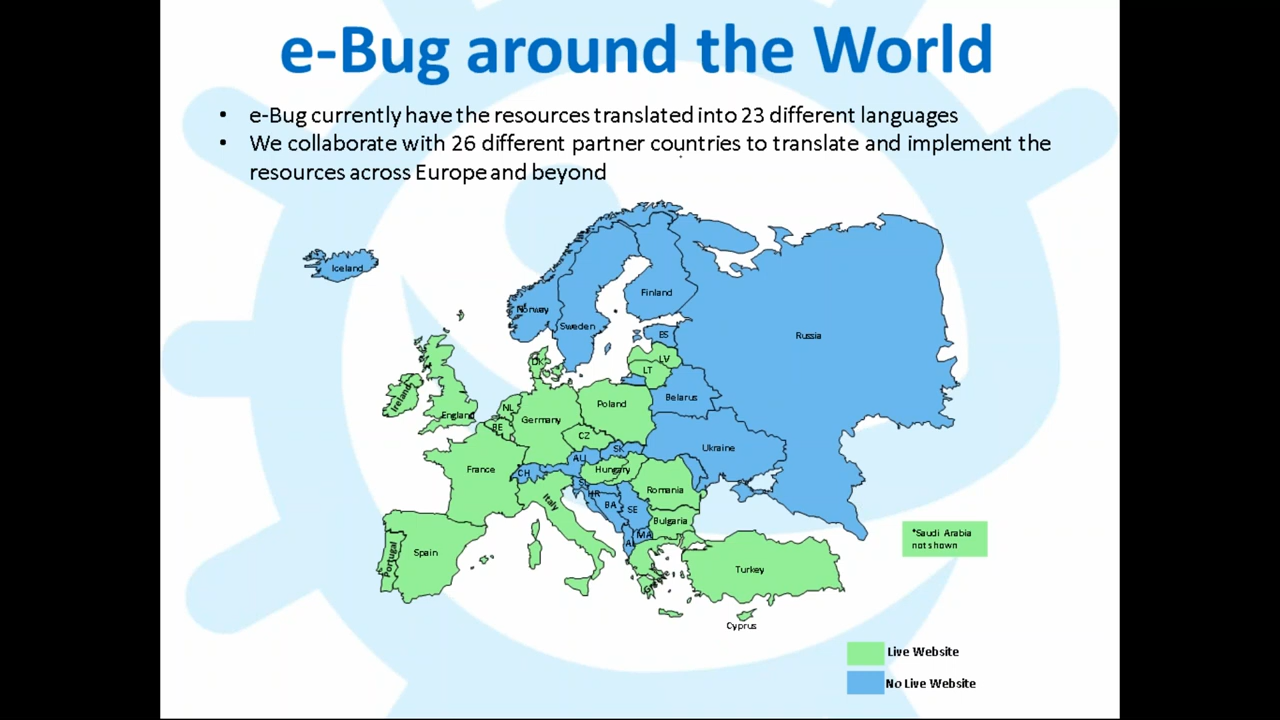 e-Bug around the World
• e-Bug currently have the resources translated into 23 different languages
• We collaborate with 26 different partner countries to translate and implement the
resources across Europe and beyond
Iceland
Finland
Norway
Sweden
Russia
ES
LV
LT
DK
Ireland
England
NL
BE
Germany
Poland
Belarus
CZ
SK
Ukraine
AU
France
CH
Hungary
Romania
Italy
HR
BA
SE
Bulgaria
MA
Portugal
Spain
Turkey
Cyprus
*Saudi Arabia
not shown
Live Website
No Live Website